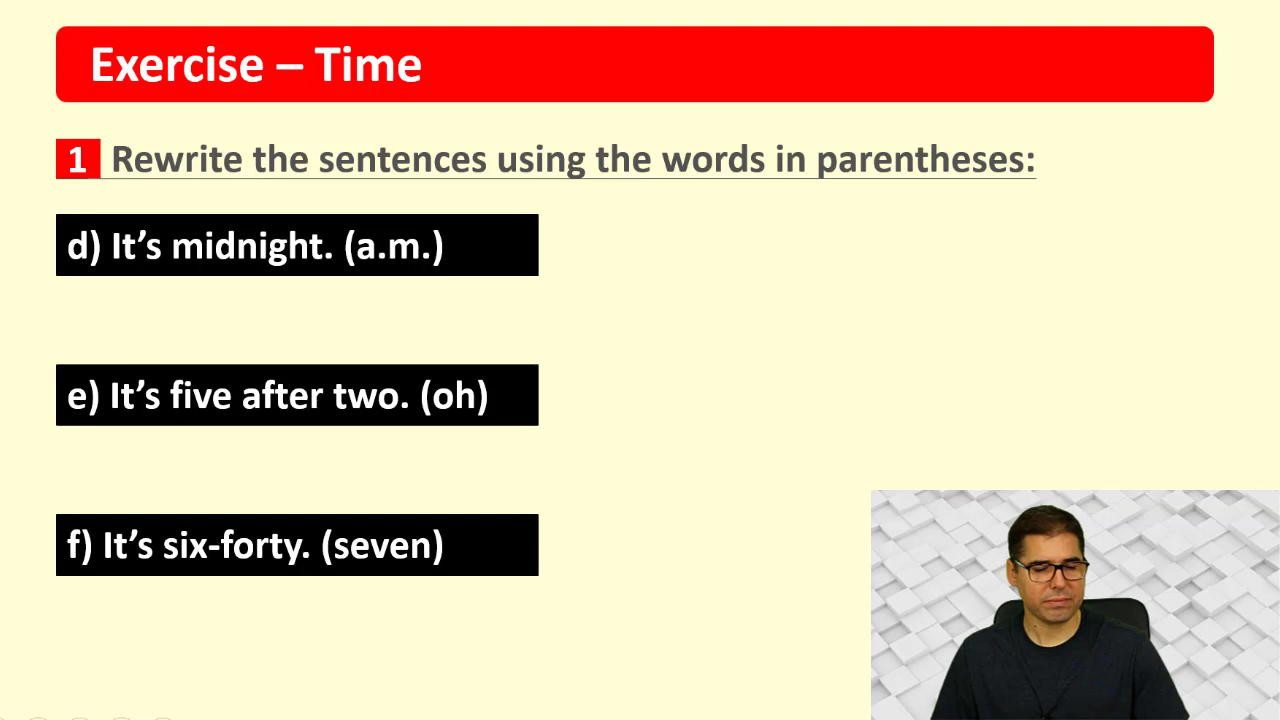 Exercise – Time
1 Rewrite the sentences using the words in parentheses:
d) It’s midnight. (a.m.)
e) It’s five after two. (oh)
f) It’s six-forty. (seven)